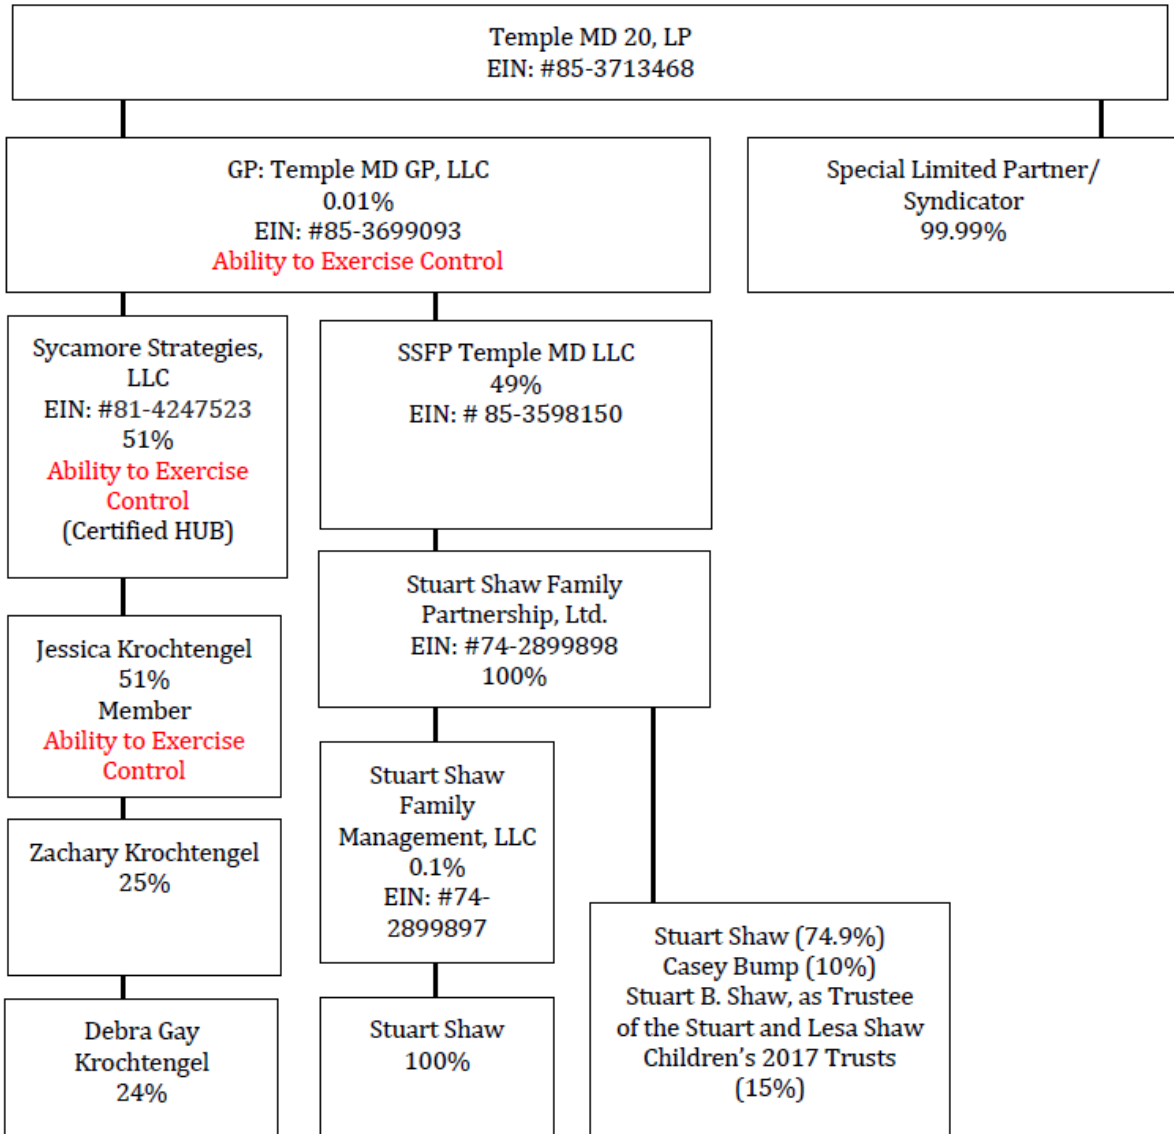 Temple MD 20, LP
EIN: #85-3713468
GP: Temple MD GP, LLC
0.01%
EIN: #85-3699093
Ability to Exercise Control
Special Limited Partner/
Syndicator
99.99%
Sycamore Strategies,
LLC
EIN: #81-4247523
51%
Ability to Exercise
Control
(Certified HUB)
SSFP Temple MD LLC
49%
EIN: # 85-3598150
Stuart Shaw Family
Partnership, Ltd.
EIN: #74-2899898
100%
Jessica Krochtengel
51%
Member
Ability to Exercise
Control
Stuart Shaw
Family
Management, LLC
0.1%
EIN: #74-
2899897
Zachary Krochtengel
25%
Stuart Shaw (74.9%)
Casey Bump (10%)
Stuart B. Shaw, as Trustee
of the Stuart and Lesa Shaw
Children's 2017 Trusts
(15%)
Debra Gay
Krochtengel
24%
Stuart Shaw
100%